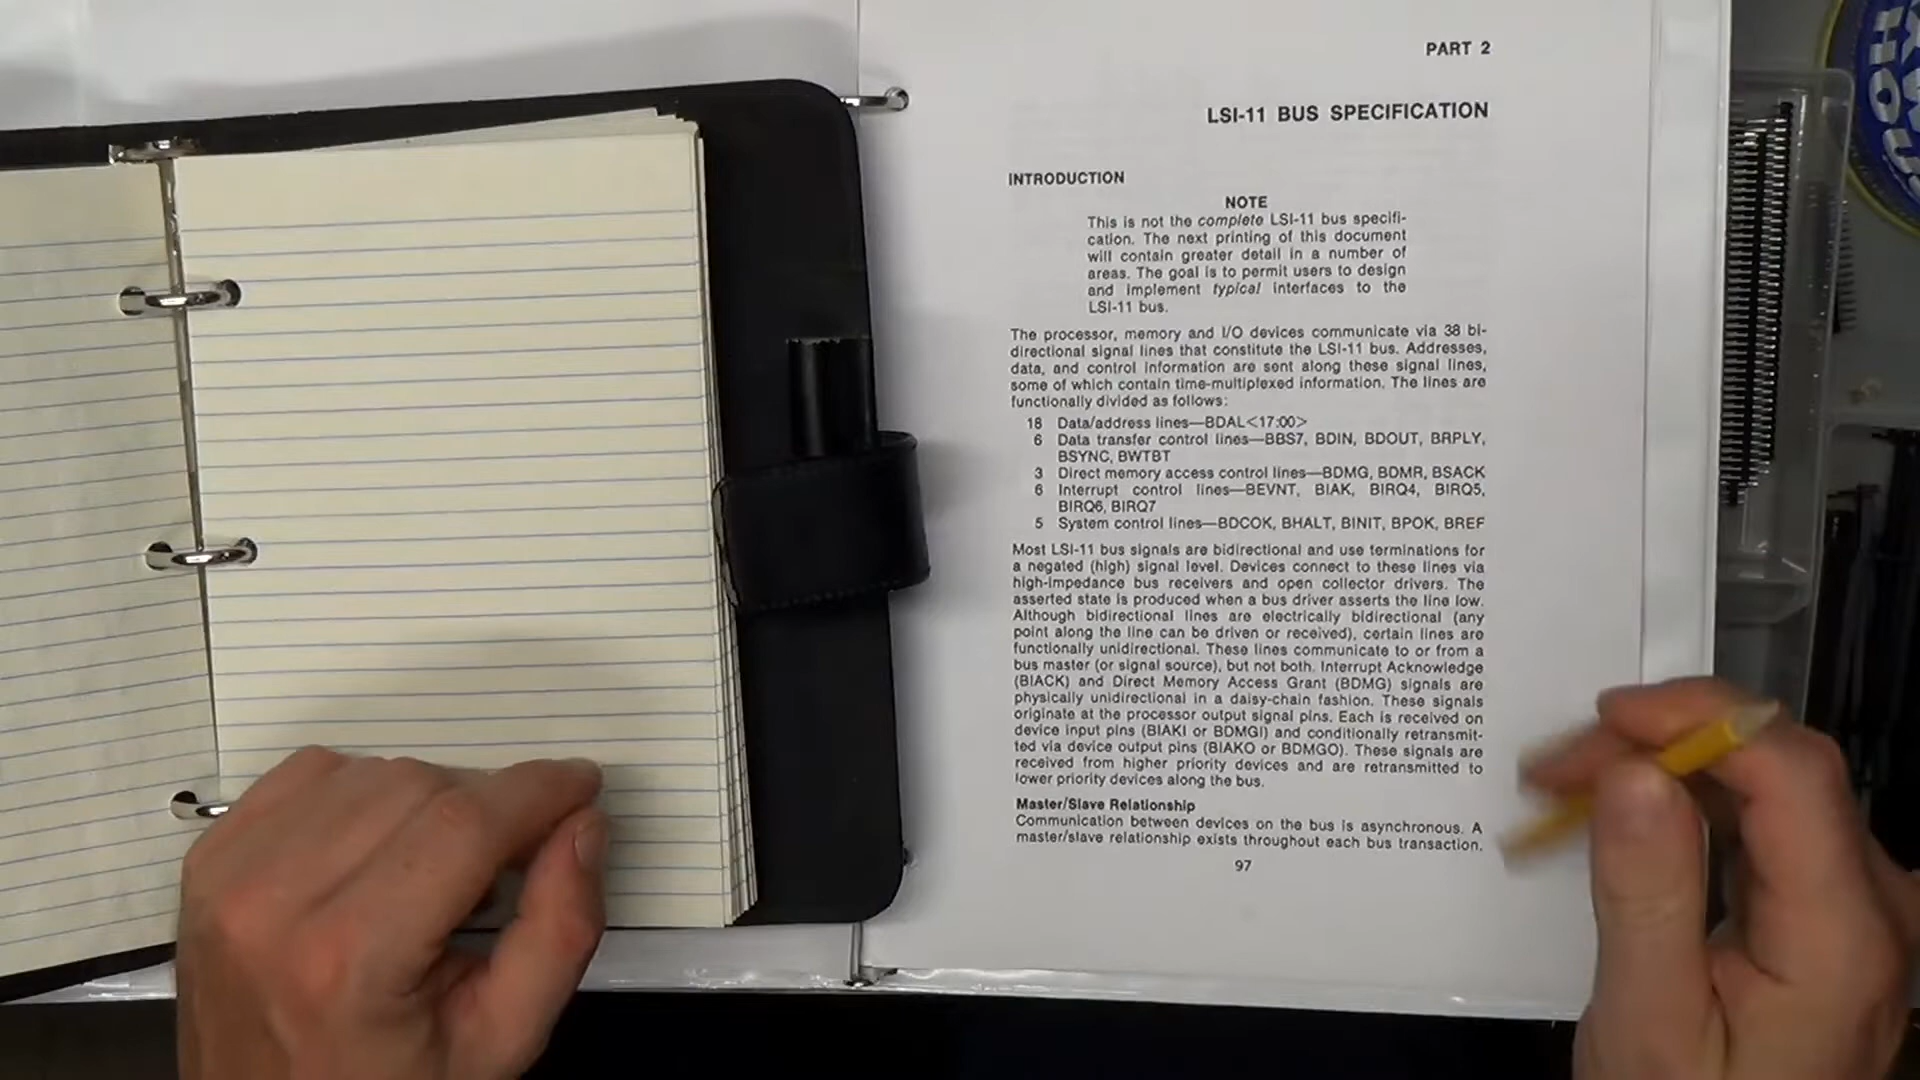 PART 2
LSI-11 BUS SPECIFICATION
INTRODUCTION
NOTE
This is not the complete LSI-11 bus specifi-
cation. The next printing of this document
will contain greater detail in a number of
areas. The goal is to permit users to design
and implement typical interfaces to the
LSI-11 bus.
The processor, memory and I/O devices communicate via 38 bi-
directional signal lines that constitute the LSI-11 bus. Addresses,
data, and control information are sent along these signal lines,
some of which contain time-multiplexed information. The lines are
functionally divided as follows:
18 Data/address lines—BDAL<17:00>
6 Data transfer control lines—BBS7, BDIN, BDOUT, BRPLY,
BSYNC, BWTBT
3 Direct memory access control lines—BDMG, BDMR, BSACK
6 Interrupt control lines—BEVNT, BIAK, BIRQ4, BIRQ5,
BIRQ6, BIRQ7
5 System control lines—BDCOK, BHALT, BINIT, BPOK, BREF
Most LSI-11 bus signals are bidirectional and use terminations for
a negated (high) signal level. Devices connect to these lines via
high-impedance bus receivers and open collector drivers. The
asserted state is produced when a bus driver asserts the line low.
Although bidirectional lines are electrically bidirectional (any
point along the line can be driven or received), certain lines are
functionally unidirectional. These lines communicate to or from a
bus master (or signal source), but not both. Interrupt Acknowledge
(BIACK) and Direct Memory Access Grant (BDMG) signals are
physically unidirectional in a daisy-chain fashion. These signals
originate at the processor output signal pins. Each is received on
device input pins (BIAKI or BDMGI) and conditionally retransmit-
ted via device output pins (BIAKO or BDMGO). These signals are
received from higher priority devices and are retransmitted to
lower priority devices along the bus.
Master/Slave Relationship
Communication between devices on the bus is asynchronous. A
master/slave relationship exists throughout each bus transaction.
97